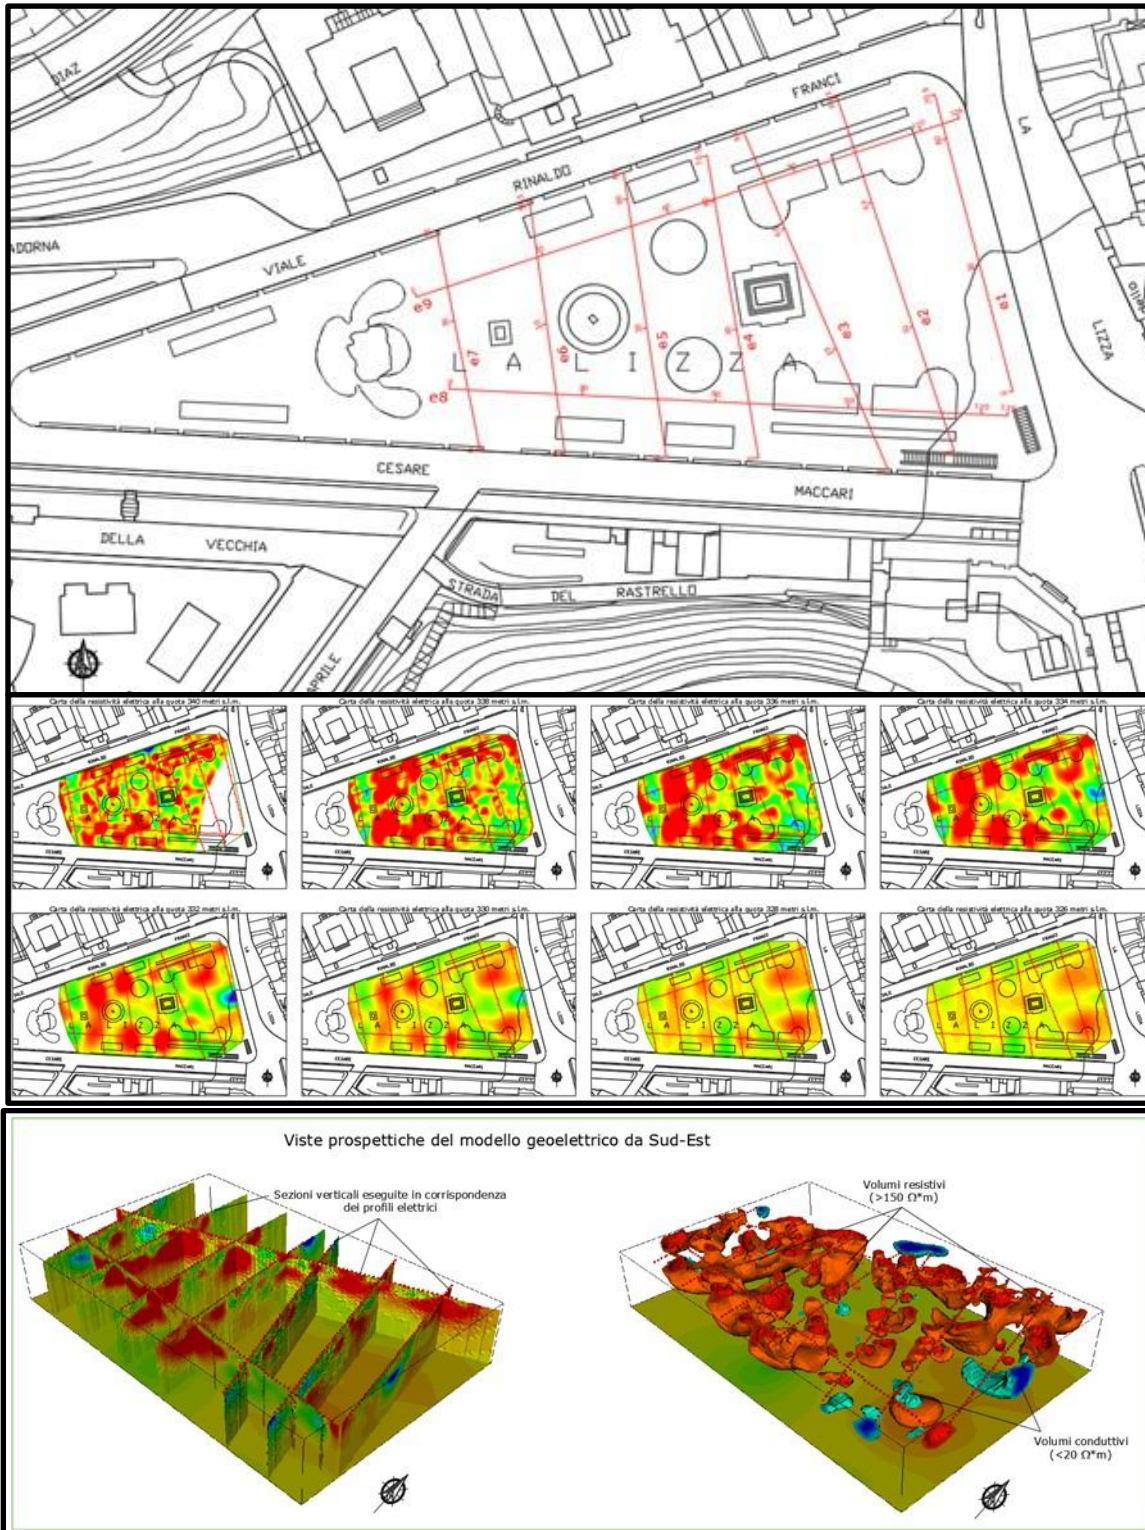 DIAZ
FRANCI
LA
RINALDO
ADORNA
VIALE
e9
e1
e2
e3
e4
e5
e6
e7
LIZZA
L A L I Z Z A
e8
CESARE
MACCARI
DELLA VECCHIA
STRADA DEL RASTRELLO
APRILE
Carta della resistività elettrica alla quota 340 metri s.l.m.
Carta della resistività elettrica alla quota 338 metri s.l.m.
Carta della resistività elettrica alla quota 336 metri s.l.m.
Carta della resistività elettrica alla quota 334 metri s.l.m.
Carta della resistività elettrica alla quota 332 metri s.l.m.
Carta della resistività elettrica alla quota 330 metri s.l.m.
Carta della resistività elettrica alla quota 328 metri s.l.m.
Carta della resistività elettrica alla quota 326 metri s.l.m.
Viste prospettiche del modello geoelettrico da Sud-Est
Sezioni verticali eseguite in corrispondenza
dei profili elettrici
Volumi resistivi
(>150 Ω*m)
Volumi conduttivi
(<20 Ω*m)